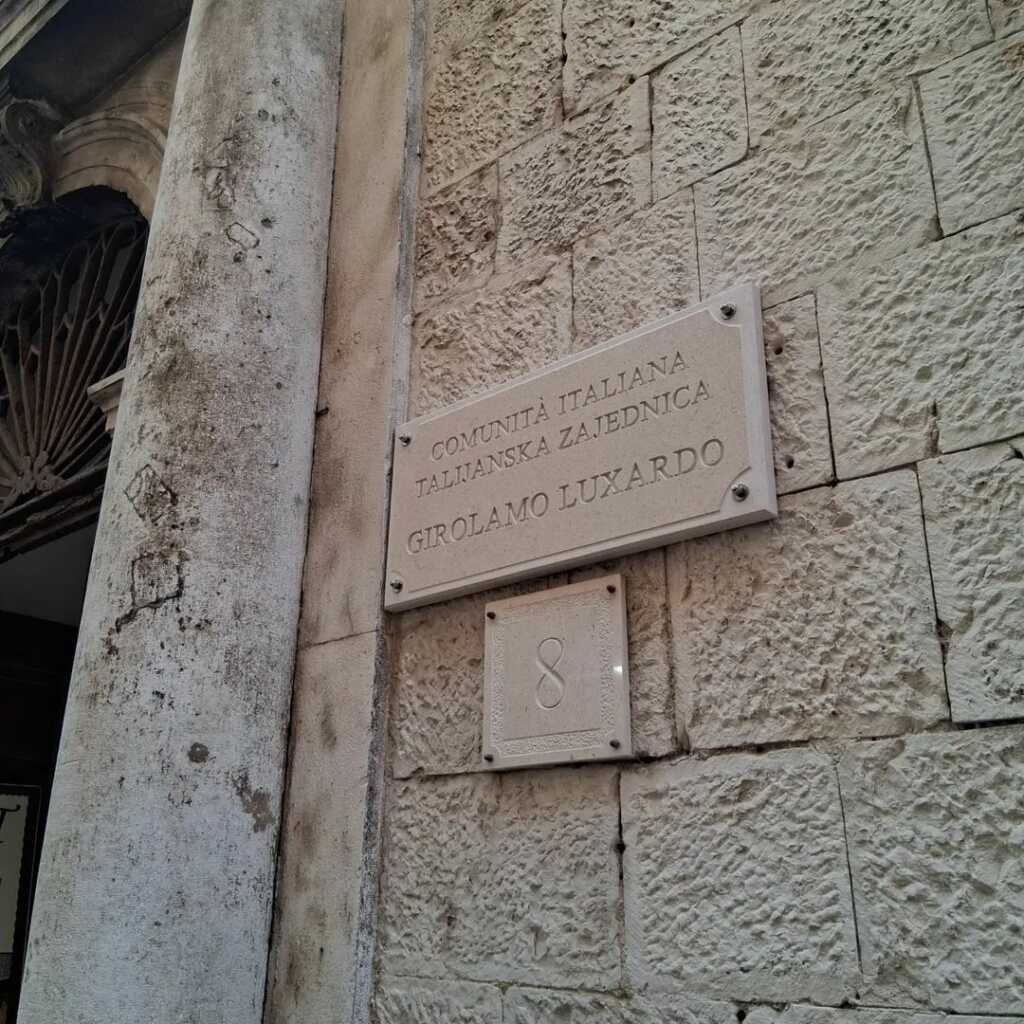 COMUNITÀ ITALIANA
TALIJANSKA ZAJEDNICA
GIROLAMO LUXARDO
8